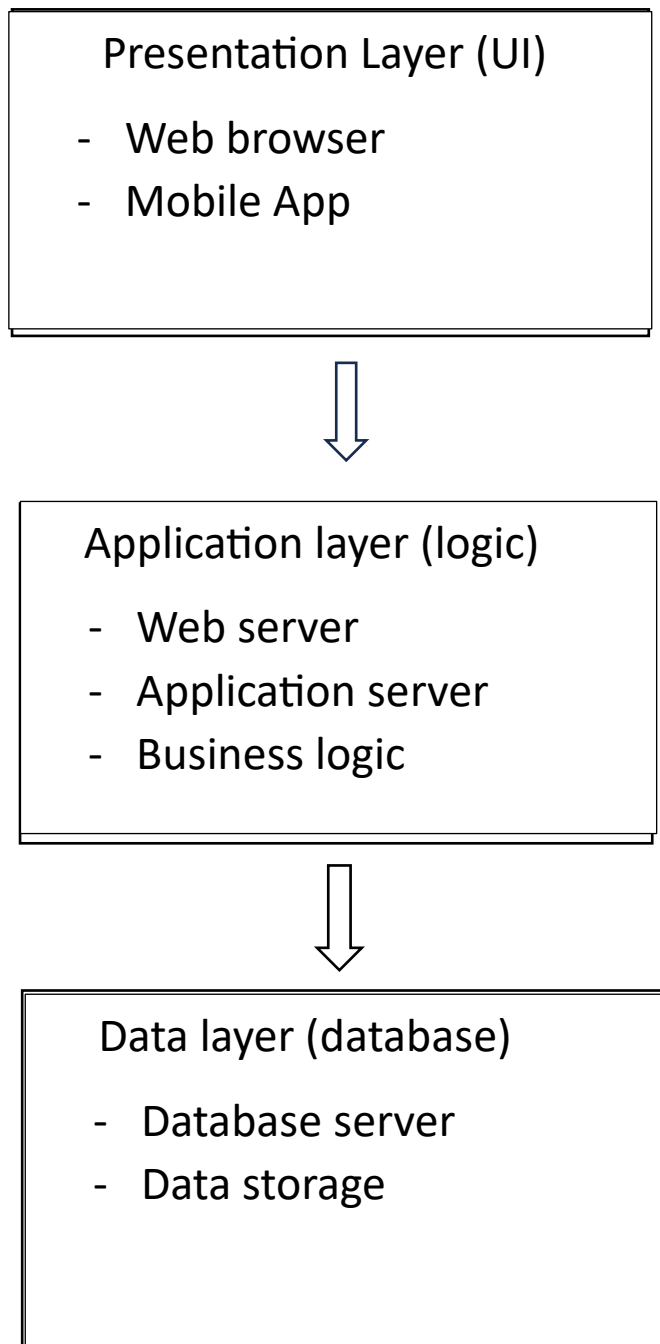 Presentation Layer (UI)
- Web browser
- Mobile App
Application layer (logic)
- Web server
- Application server
- Business logic
Data layer (database)
- Database server
- Data storage